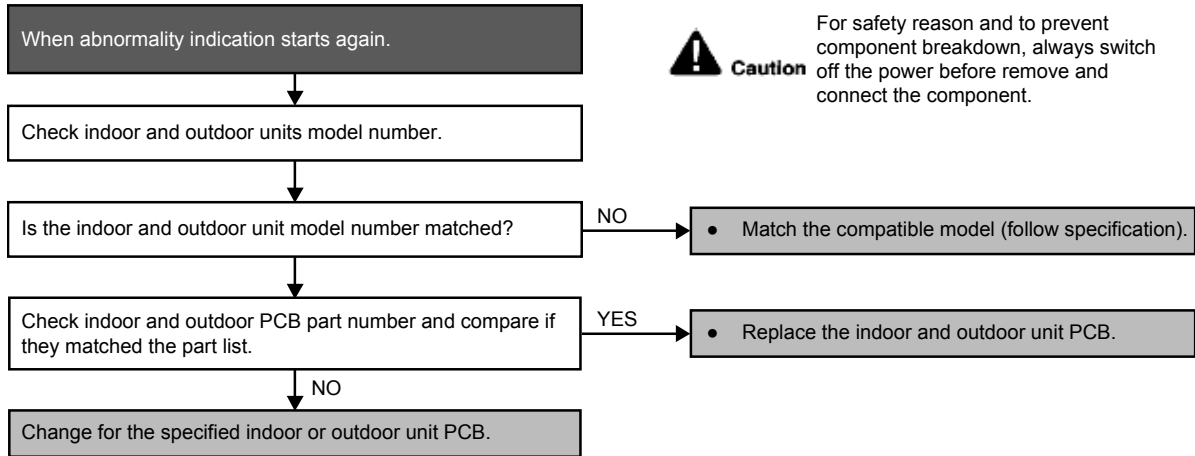 When abnormality indication starts again.
For safety reason and to prevent
component breakdown, always switch
Caution off the power before remove and
connect the component.
Check indoor and outdoor units model number.
Is the indoor and outdoor unit model number matched?
NO
● Match the compatible model (follow specification).
Check indoor and outdoor PCB part number and compare if
they matched the part list.
YES
● Replace the indoor and outdoor unit PCB.
NO
Change for the specified indoor or outdoor unit PCB.